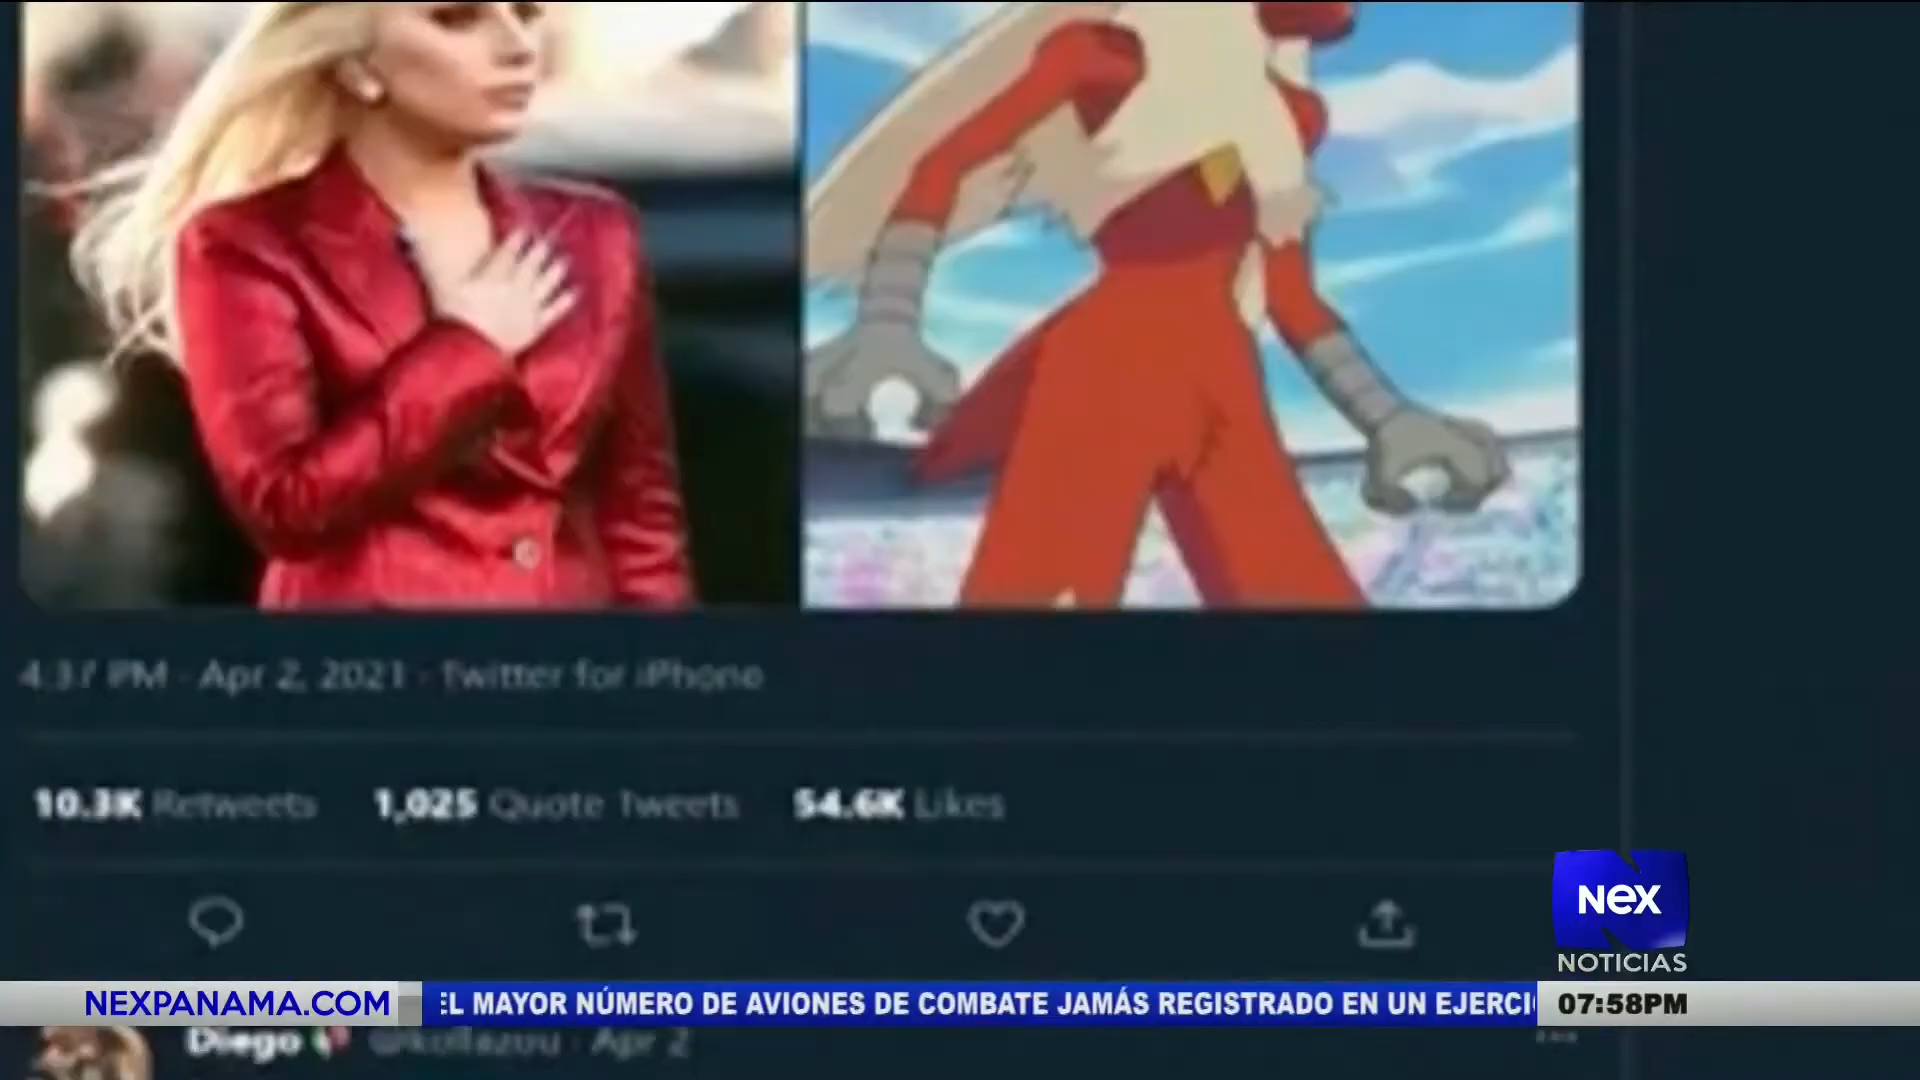 4:37 PM · Apr 2, 2021 · Twitter for iPhone
10.3K Retweets 1,025 Quote Tweets 54.6K Likes
nex
NOTICIAS
NEXPANAMA.COM
EL MAYOR NÚMERO DE AVIONES DE COMBATE JAMÁS REGISTRADO EN UN EJERCI
07:58PM
Diego @kollazou · Apr 2